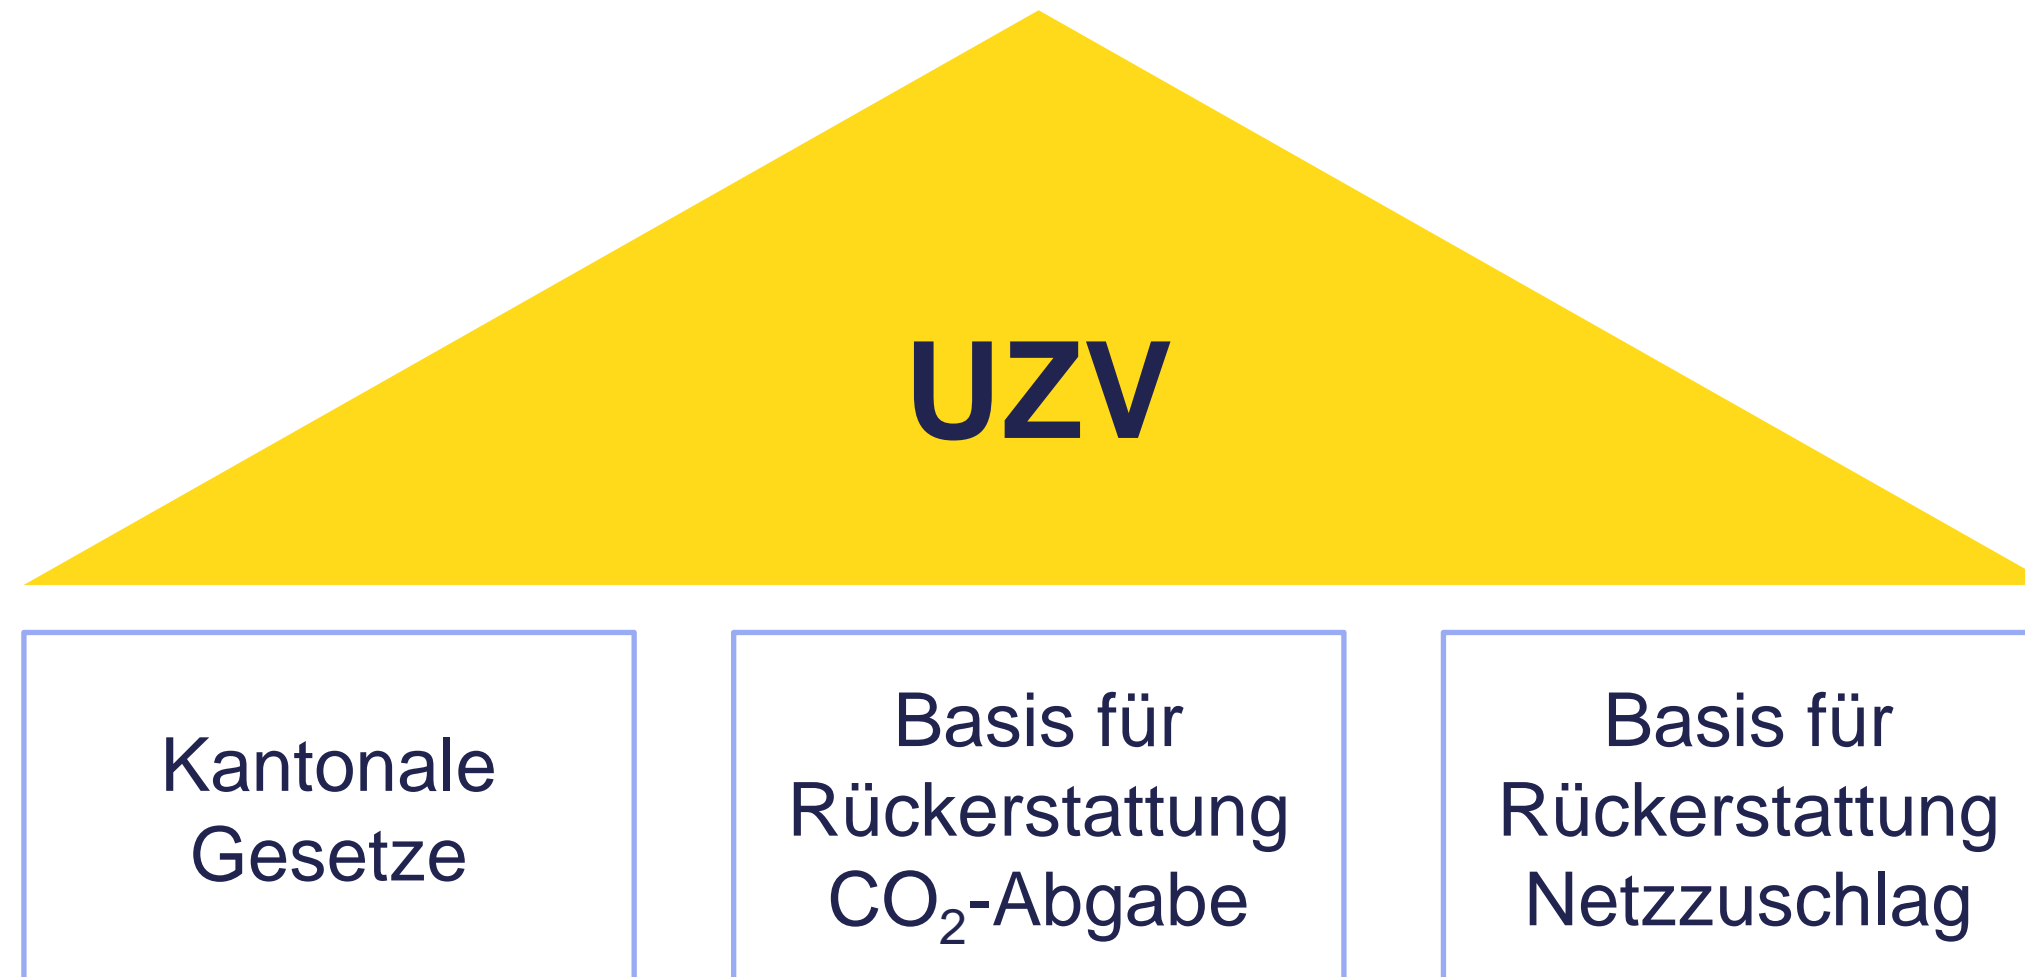 UZV
Kantonale
Gesetze
Basis für
Rückerstattung
CO₂-Abgabe
Basis für
Rückerstattung
Netzzuschlag